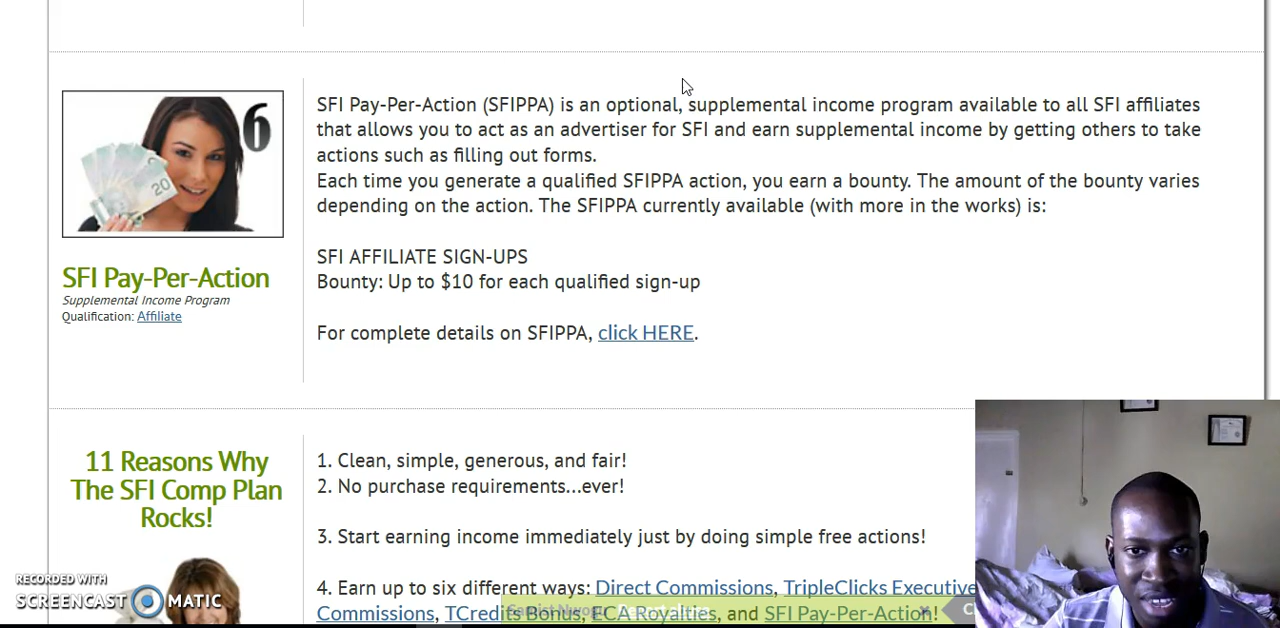 6
SFI Pay-Per-Action
Supplemental Income Program
Qualification: Affiliate
SFI Pay-Per-Action (SFIPPA) is an optional, supplemental income program available to all SFI affiliates
that allows you to act as an advertiser for SFI and earn supplemental income by getting others to take
actions such as filling out forms.
Each time you generate a qualified SFIPPA action, you earn a bounty. The amount of the bounty varies
depending on the action. The SFIPPA currently available (with more in the works) is:
SFI AFFILIATE SIGN-UPS
Bounty: Up to $10 for each qualified sign-up
For complete details on SFIPPA, click HERE.
11 Reasons Why
The SFI Comp Plan
Rocks!
1. Clean, simple, generous, and fair!
2. No purchase requirements...ever!
3. Start earning income immediately just by doing simple free actions!
4. Earn up to six different ways: Direct Commissions, TripleClicks Executive
Commissions, TCredits Bonus, ECA Royalties, and SFI Pay-Per-Action!
RECORDED WITH
SCREENCAST MATIC